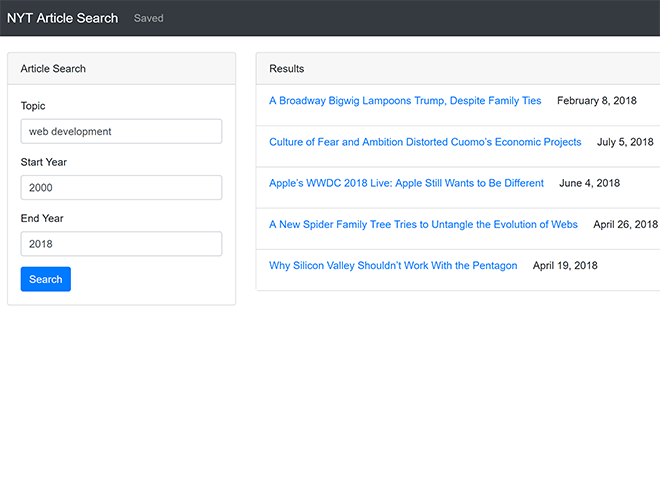 NYT Article Search Saved
Article Search
Topic
web development
Start Year
2000
End Year
2018
Search
Results
A Broadway Bigwig Lampoons Trump, Despite Family Ties February 8, 2018
Culture of Fear and Ambition Distorted Cuomo’s Economic Projects July 5, 2018
Apple’s WWDC 2018 Live: Apple Still Wants to Be Different June 4, 2018
A New Spider Family Tree Tries to Untangle the Evolution of Webs April 26, 2018
Why Silicon Valley Shouldn’t Work With the Pentagon April 19, 2018